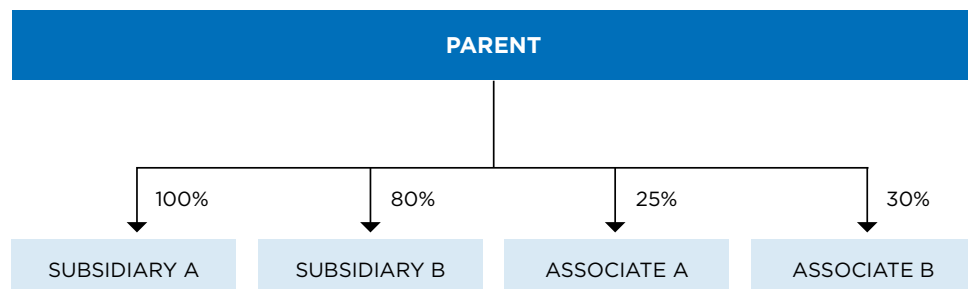 PARENT
100% 80% 25% 30%
SUBSIDIARY A SUBSIDIARY B ASSOCIATE A ASSOCIATE B